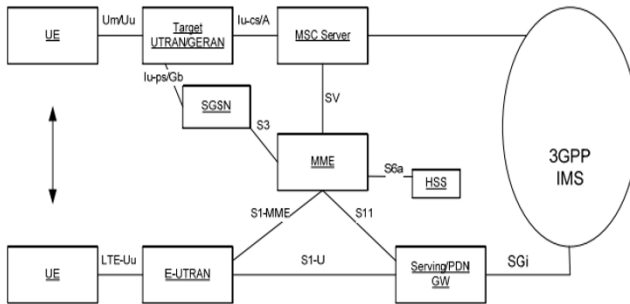 Um/Uu
Iu-cs/A
UE
Target
UTRAN/GERAN
MSC Server
Iu-ps/Gb
SGSN
SV
S3
MME
S6a
HSS
3GPP
IMS
S1-MME
S11
LTE-Uu
S1-U
SGi
UE
E-UTRAN
Serving/PDN
GW